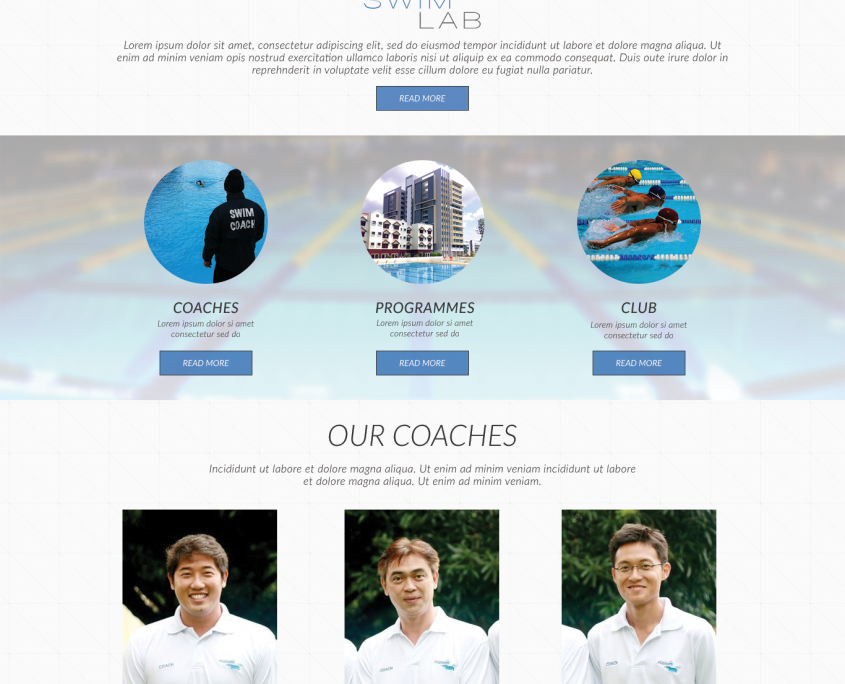 SWIM
LAB
Lorem ipsum dolor sit amet, consectetur adipiscing elit, sed do eiusmod tempor incididunt ut labore et dolore magna aliqua. Ut
enim ad minim veniam opis nostrud exercitation ullamco laboris nisi ut aliquip ex ea commodo consequat. Duis oute irure dolor in
reprehnderit in voluptate velit esse cillum dolore eu fugiat nulla pariatur.
READ MORE
SWIM
COACH
COACHES
Lorem ipsum dolor si amet
consectetur sed do
READ MORE
PROGRAMMES
Lorem ipsum dolor si amet
consectetur sed do
READ MORE
CLUB
Lorem ipsum dolor si amet
consectetur sed do
READ MORE
OUR COACHES
Incididunt ut labore et dolore magna aliqua. Ut enim ad minim veniam incididunt ut labore
et dolore magna aliqua. Ut enim ad minim veniam.
COACH
COACH
COACH